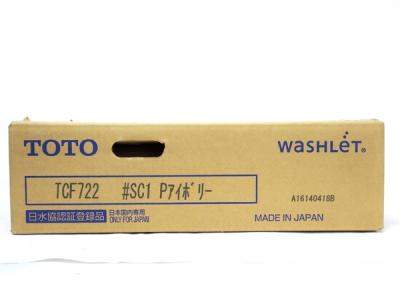 TOTO
WASHLET®
TCF722 #SC1 Pアイボリー
A16140418B
日水協認証登録品
日本国内専用
ONLY FOR JAPAN
MADE IN JAPAN